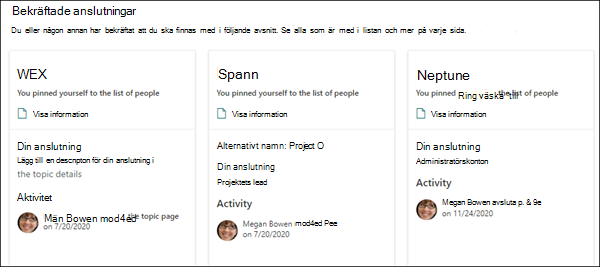 Bekräftade anslutningar
Du eller någon annan har bekräftat att du ska finnas med i följande avsnitt. Se alla som är med i listan och mer på varje sida.
WEX
You pinned yourself to the list of people
Visa information
Din anslutning
Lägg till en descnpton för din anslutning i
the topic details
Aktivitet
Män Bowen mod4ed the topic page
on 7/20/2020
Spann
You pinned yourself to the list of people
Visa information
Alternativt namn: Project O
Din anslutning
Projektets lead
Activity
Megan Bowen mod4ed Pee
on 7/20/2020
Neptune
You pinned Ring väska till the list of people
Visa information
Din anslutning
Administratörskonton
Activity
Megan Bowen avsluta p. & 9e
on 11/24/2020